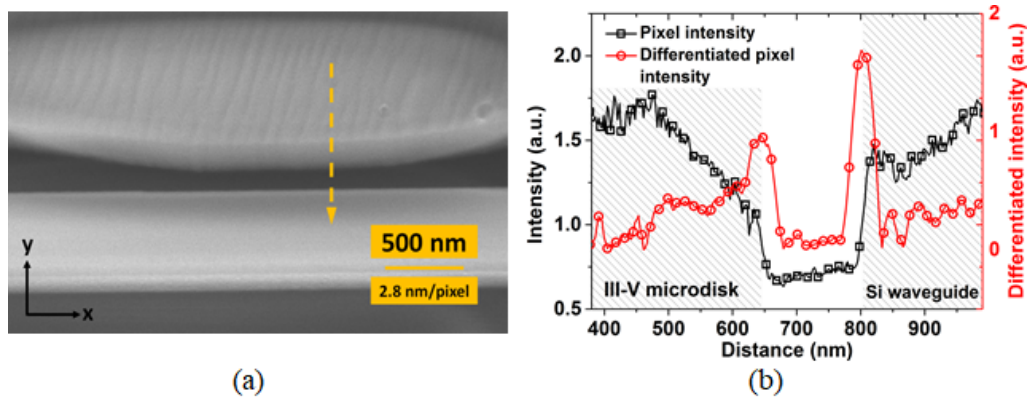 y
x
500 nm
2.8 nm/pixel
(a)
2.0
1.5
1.0
0.5
Intensity (a.u.)
Pixel intensity
Differentiated pixel
intensity
III-V microdisk
Si waveguide
400 500 600 700 800 900
Distance (nm)
2
1
0
Differentiated intensity (a.u.)
(b)